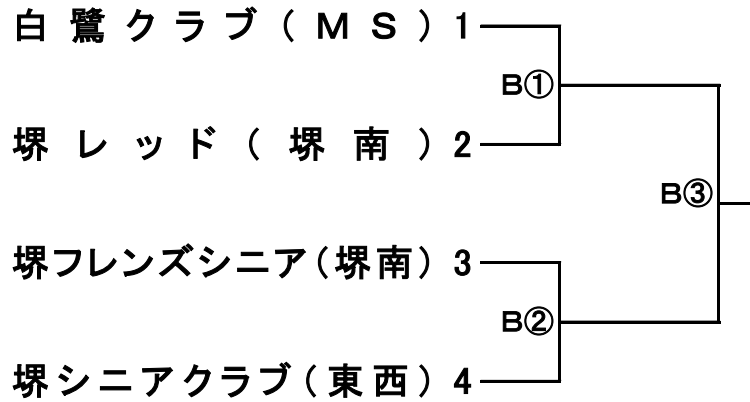 白鷺クラブ(MS) 1
B①
堺レッド(堺南) 2
B③
堺フレンズシニア(堺南) 3
B②
堺シニアクラブ(東西) 4